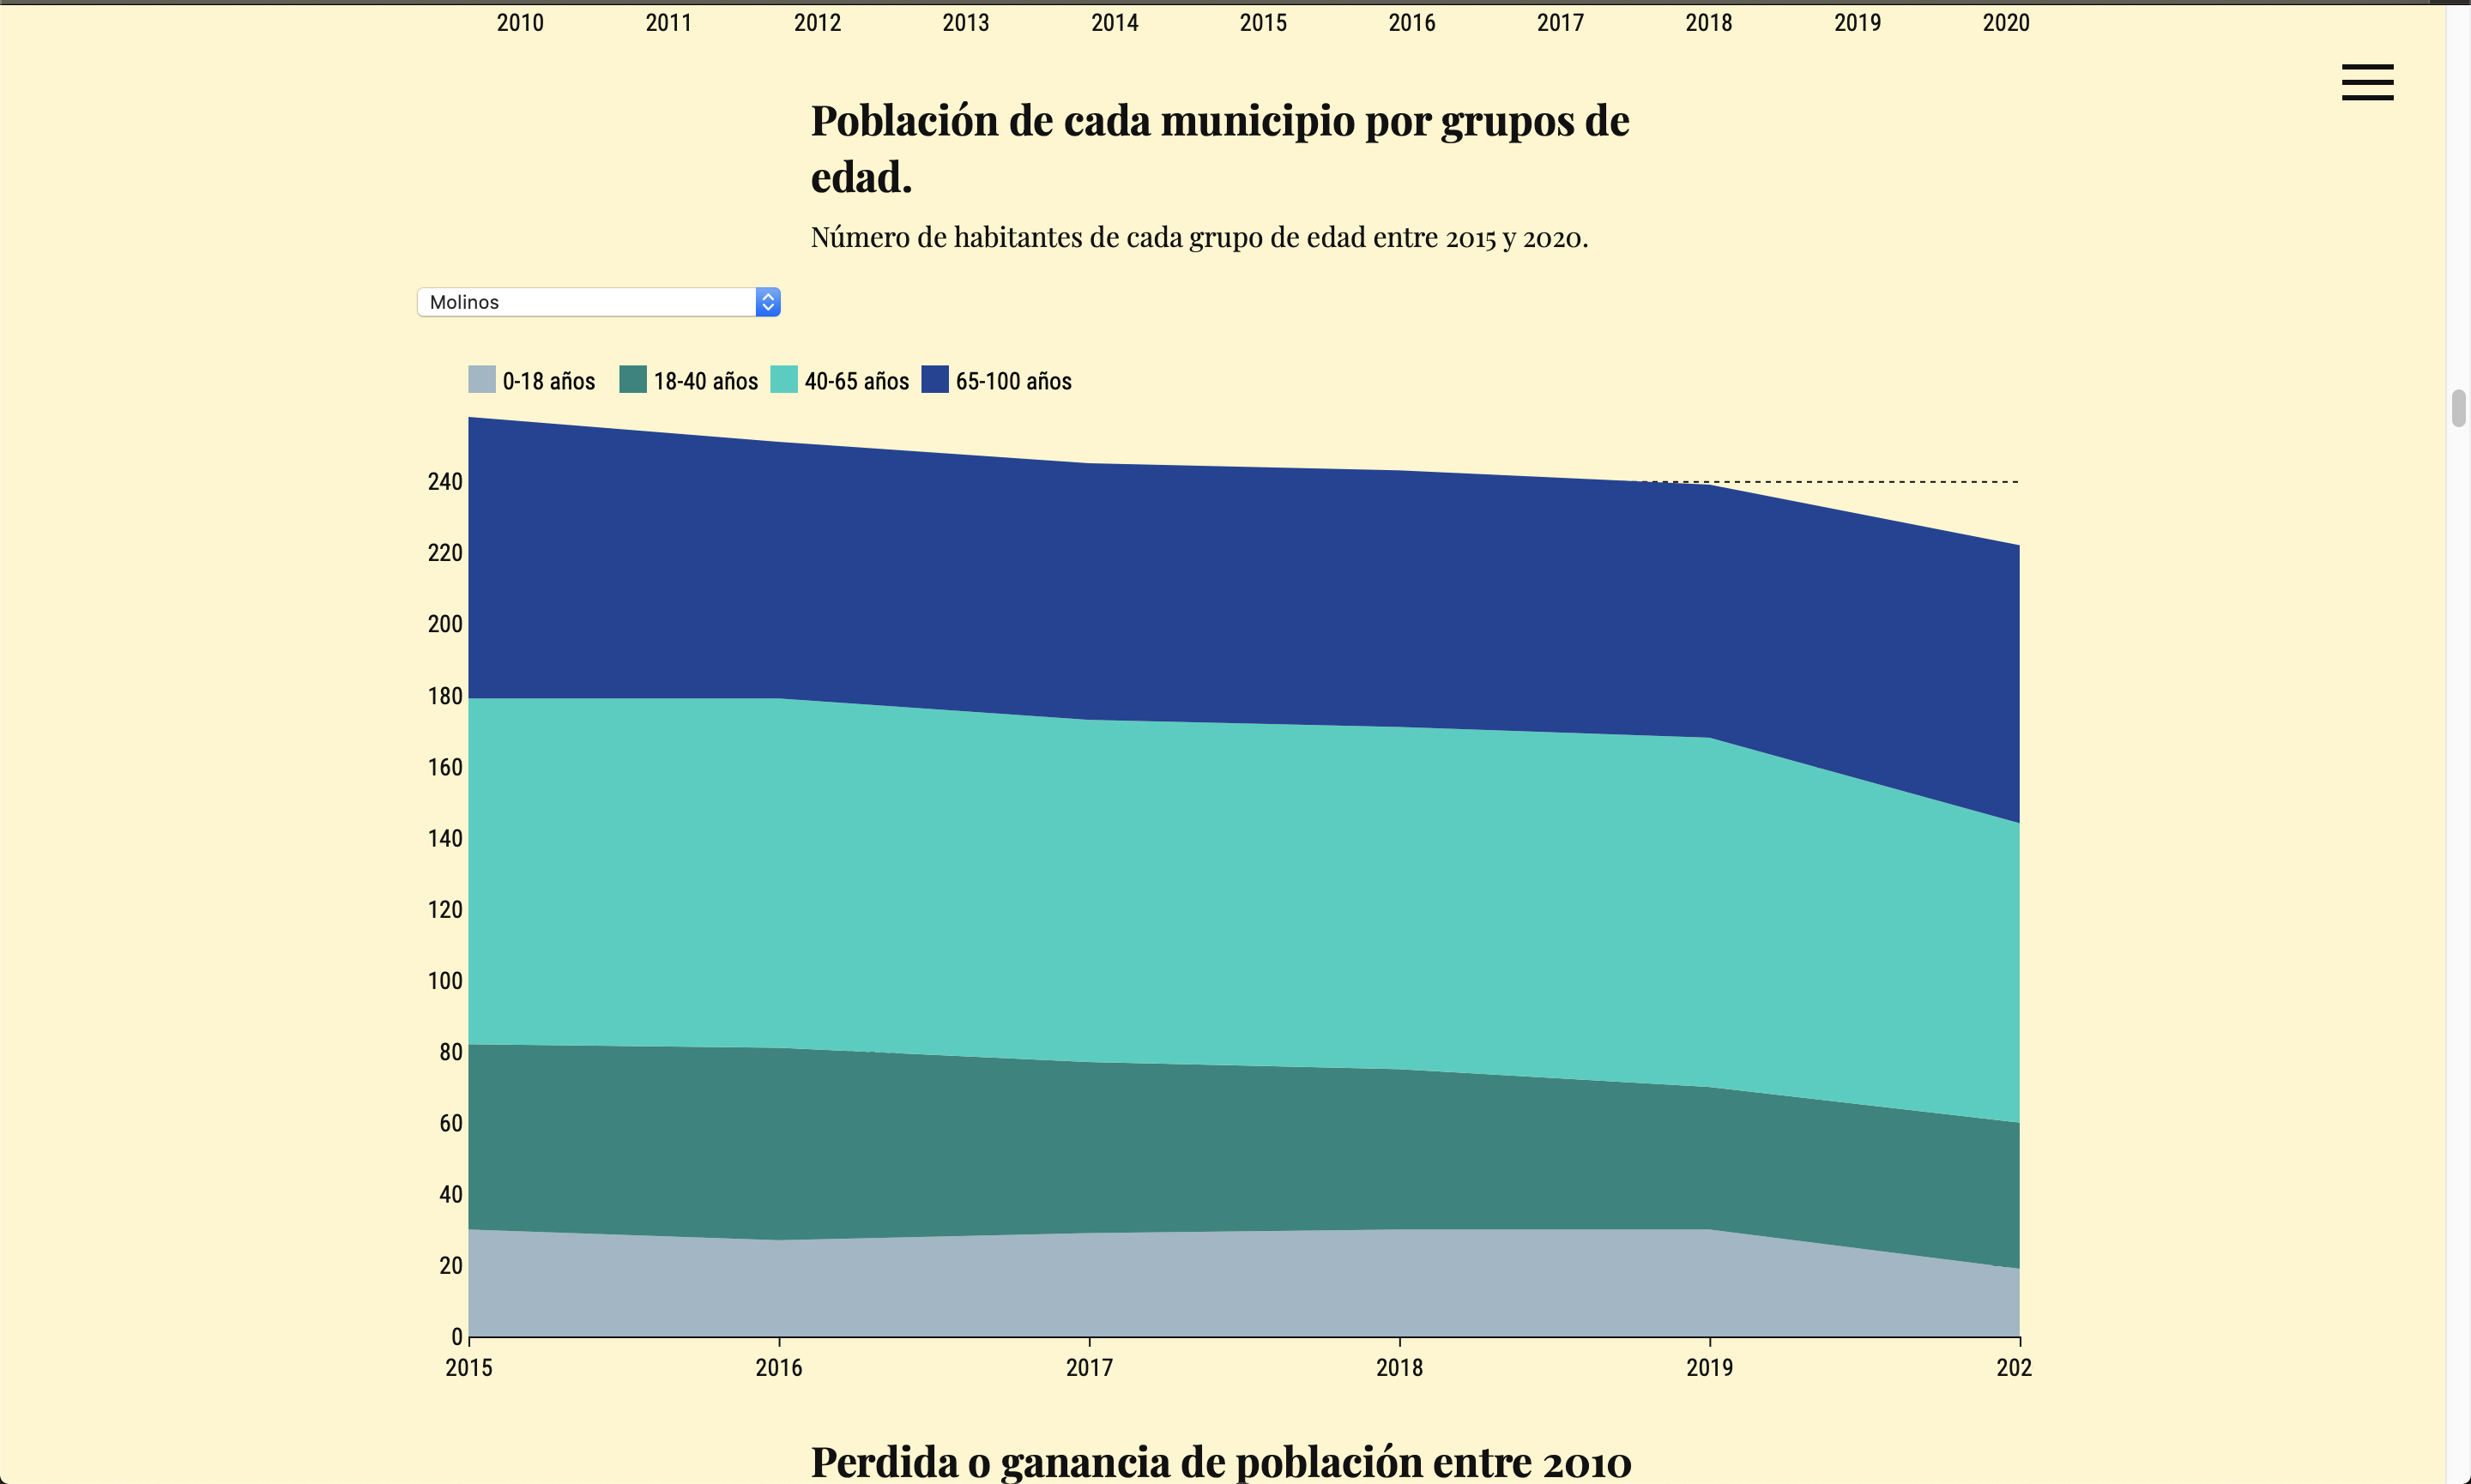 2010 2011 2012 2013 2014 2015 2016 2017 2018 2019 2020
Población de cada municipio por grupos de
edad.
Número de habitantes de cada grupo de edad entre 2015 y 2020.
Molinos
0-18 años 18-40 años 40-65 años 65-100 años
240
220
200
180
160
140
120
100
80
60
40
20
0
2015 2016 2017 2018 2019 202
Perdida o ganancia de población entre 2010